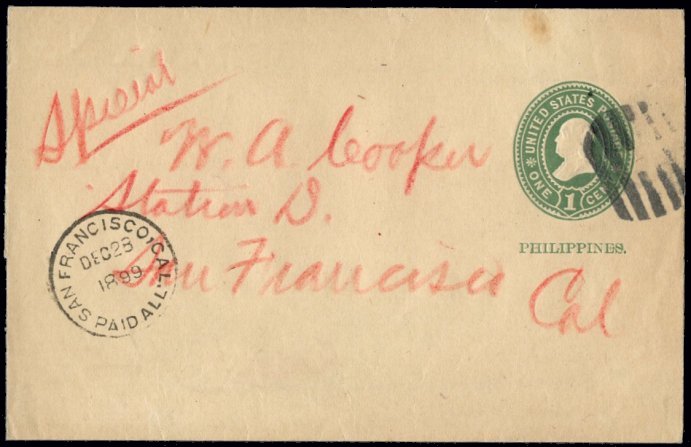 Special
W. A. Cooper
Station D.
San Francisco
Cal
UNITED STATES
ONE 1 CENT
PHILIPPINES.
SAN FRANCISCO, CAL.
DEC 28
1899
PAID ALL